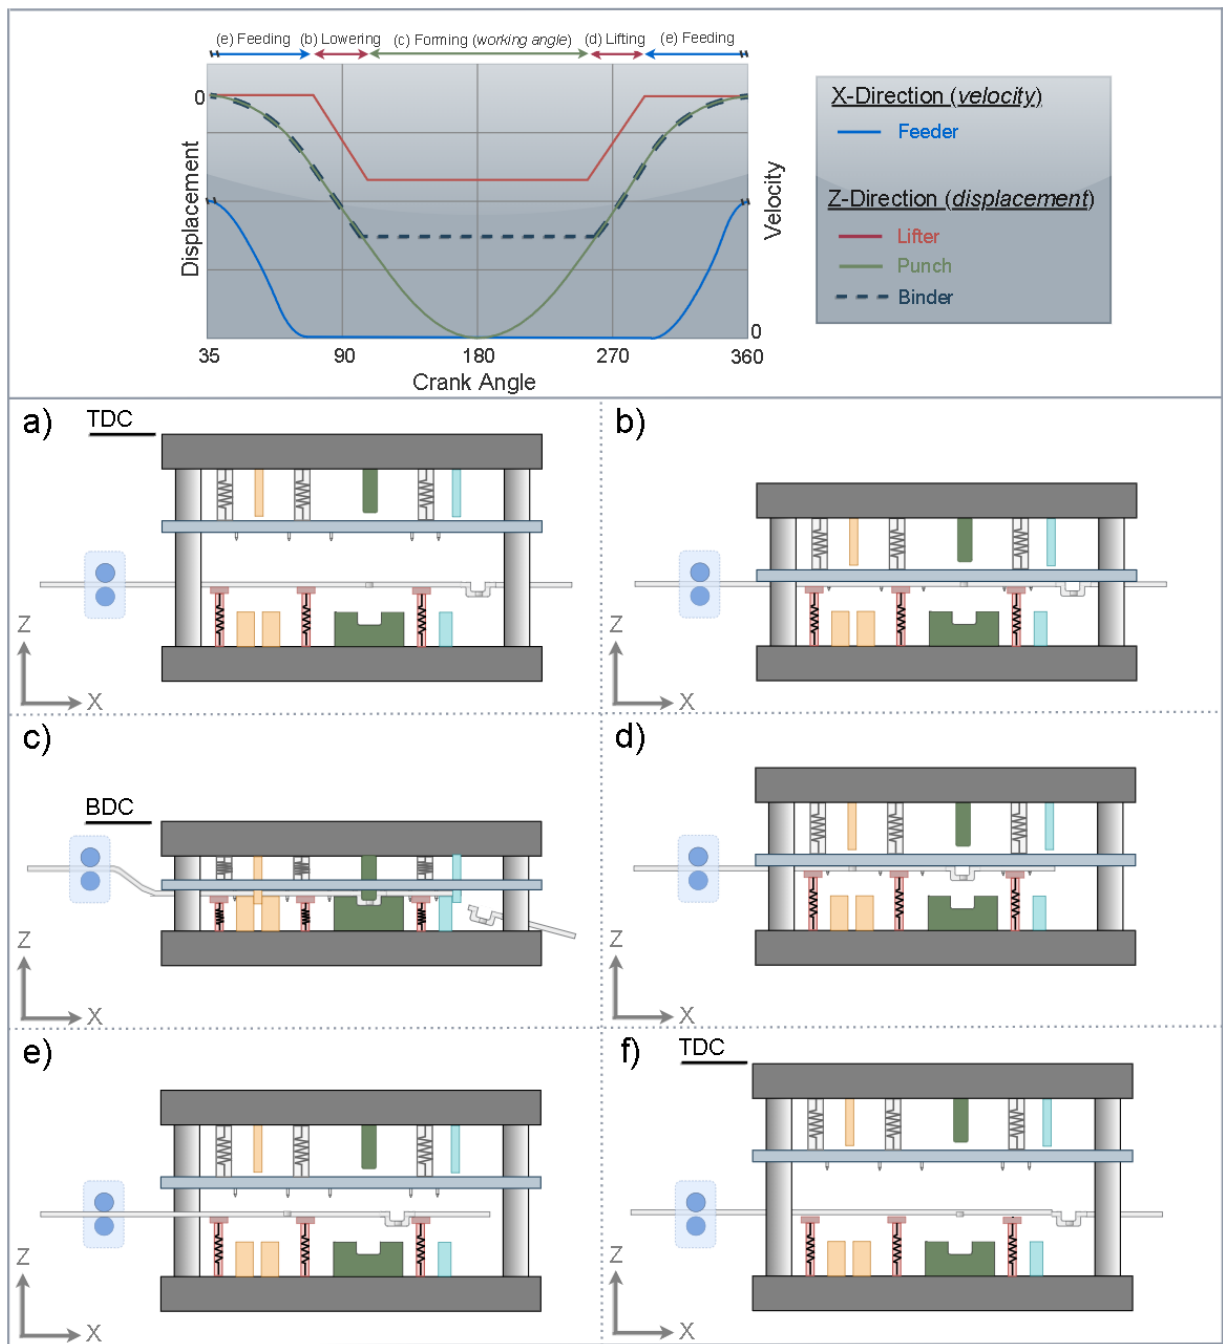 (e) Feeding (b) Lowering (c) Forming (working angle) (d) Lifting (e) Feeding
0
Displacement
Velocity
0
35 90 180 270 360
Crank Angle
X-Direction (velocity)
Feeder
Z-Direction (displacement)
Lifter
Punch
Binder
a)
TDC
Z
X
b)
Z
X
c)
BDC
Z
X
d)
Z
X
e)
Z
X
f)
TDC
Z
X